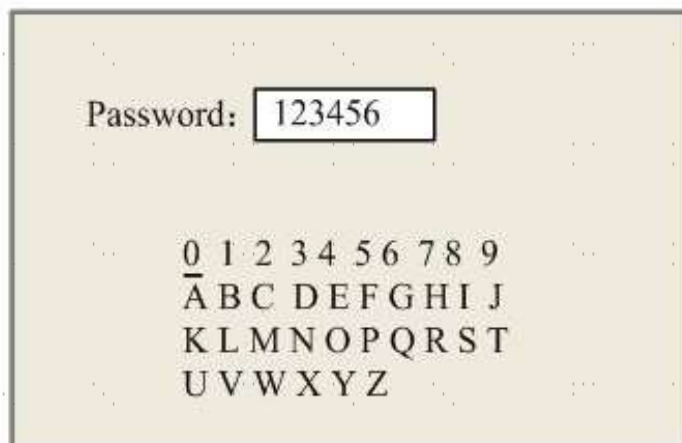 Password: 123456
0 1 2 3 4 5 6 7 8 9
A B C D E F G H I J
K L M N O P Q R S T
U V W X Y Z